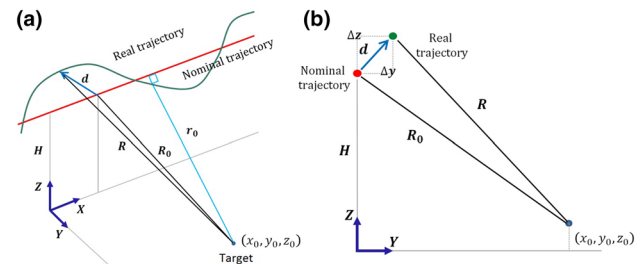 (a)
Real trajectory
Nominal trajectory
d
r₀
H
R
R₀
Z
X
Y
(x₀, y₀, z₀)
Target
(b)
Δz
d
Real
trajectory
Nominal
trajectory
Δy
R
R₀
H
Z
(x₀, y₀, z₀)
Y